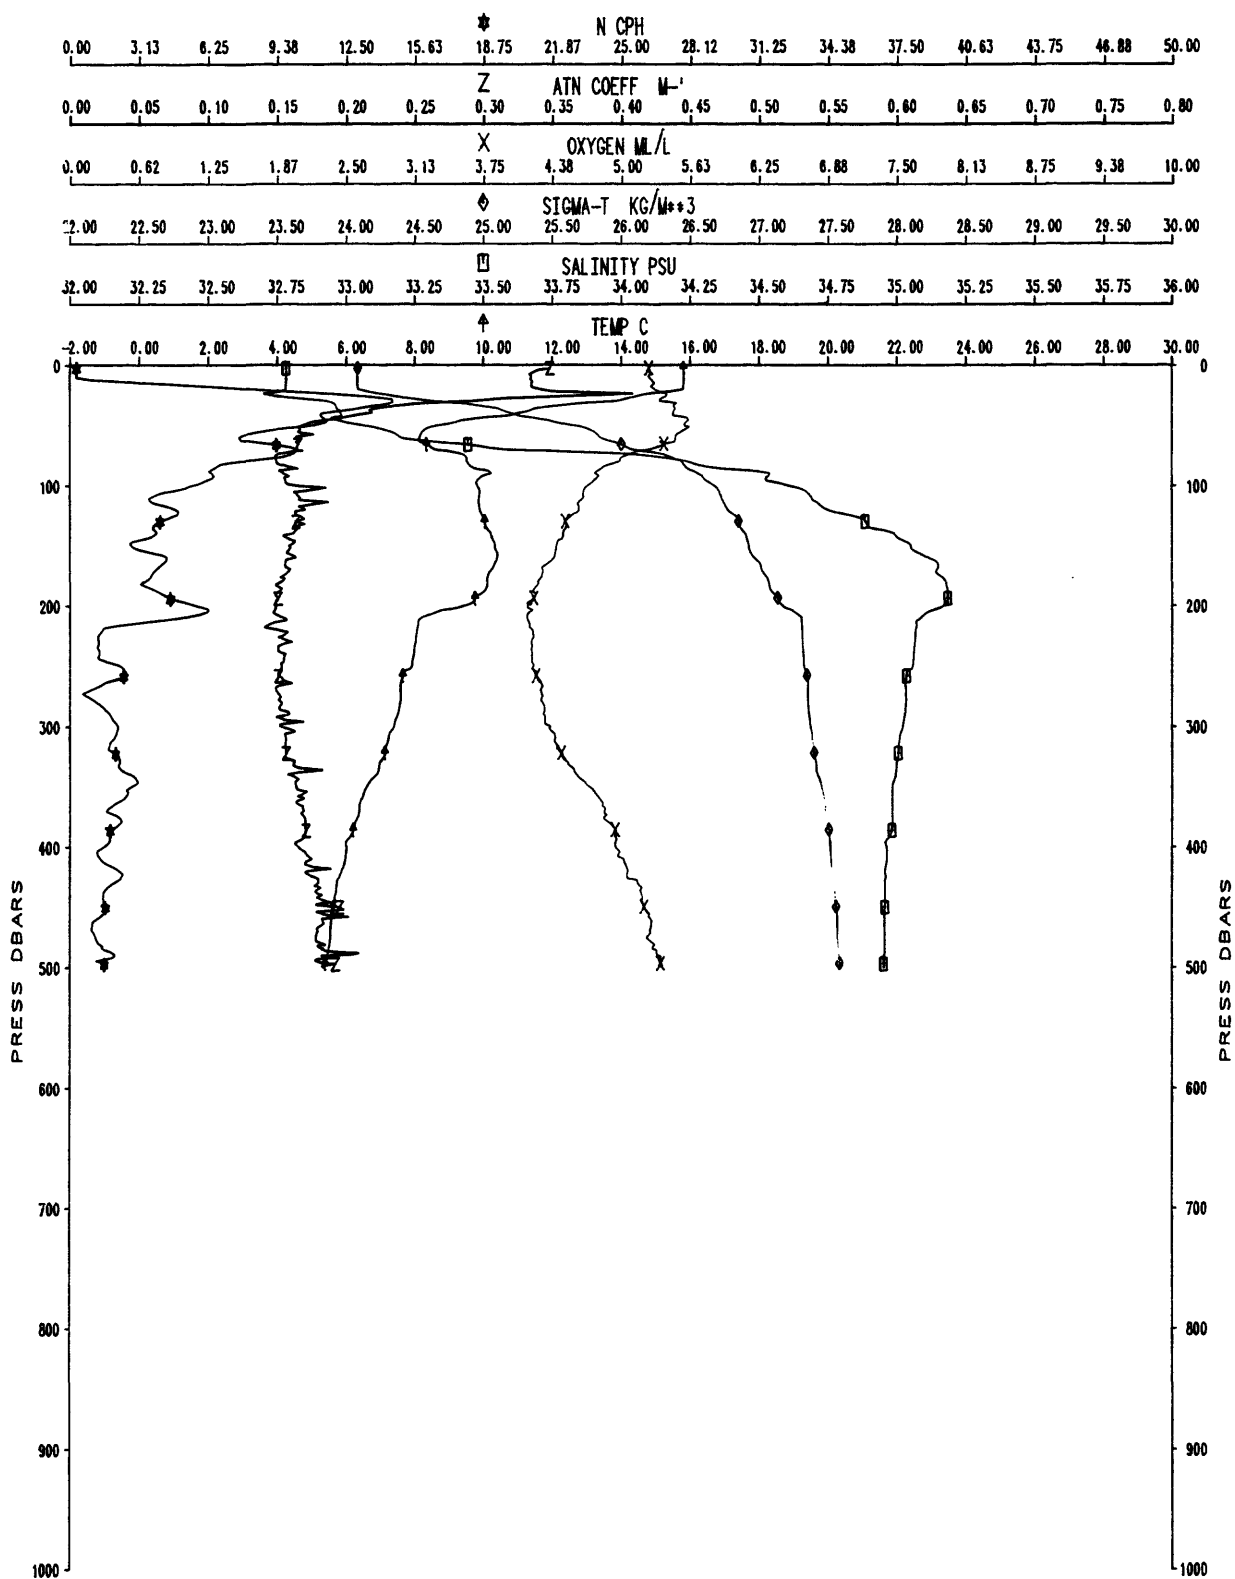 N CPH
0.00 3.13 6.25 9.38 12.50 15.63 18.75 21.87 25.00 28.12 31.25 34.38 37.50 40.63 43.75 46.88 50.00
Z ATN COEFF M-'
0.00 0.05 0.10 0.15 0.20 0.25 0.30 0.35 0.40 0.45 0.50 0.55 0.60 0.65 0.70 0.75 0.80
X OXYGEN ML/L
0.00 0.62 1.25 1.87 2.50 3.13 3.75 4.38 5.00 5.63 6.25 6.88 7.50 8.13 8.75 9.38 10.00
SIGMA-T KG/M**3
22.00 22.50 23.50 24.00 24.50 25.00 25.50 26.00 26.50 27.00 27.50 28.00 28.50 29.00 29.50 30.00
SALINITY PSU
32.00 32.25 32.50 32.75 33.00 33.25 33.50 33.75 34.00 34.25 34.50 34.75 35.00 35.25 35.50 35.75 36.00
TEMP C
-2.00 0.00 2.00 4.00 6.00 8.00 10.00 12.00 14.00 16.00 18.00 20.00 22.00 24.00 26.00 28.00 30.00
0 0
100 100
200 200
300 300
400 400
500 500
600 600
700 700
800 800
900 900
1000 1000
PRESS DBARS
PRESS DBARS